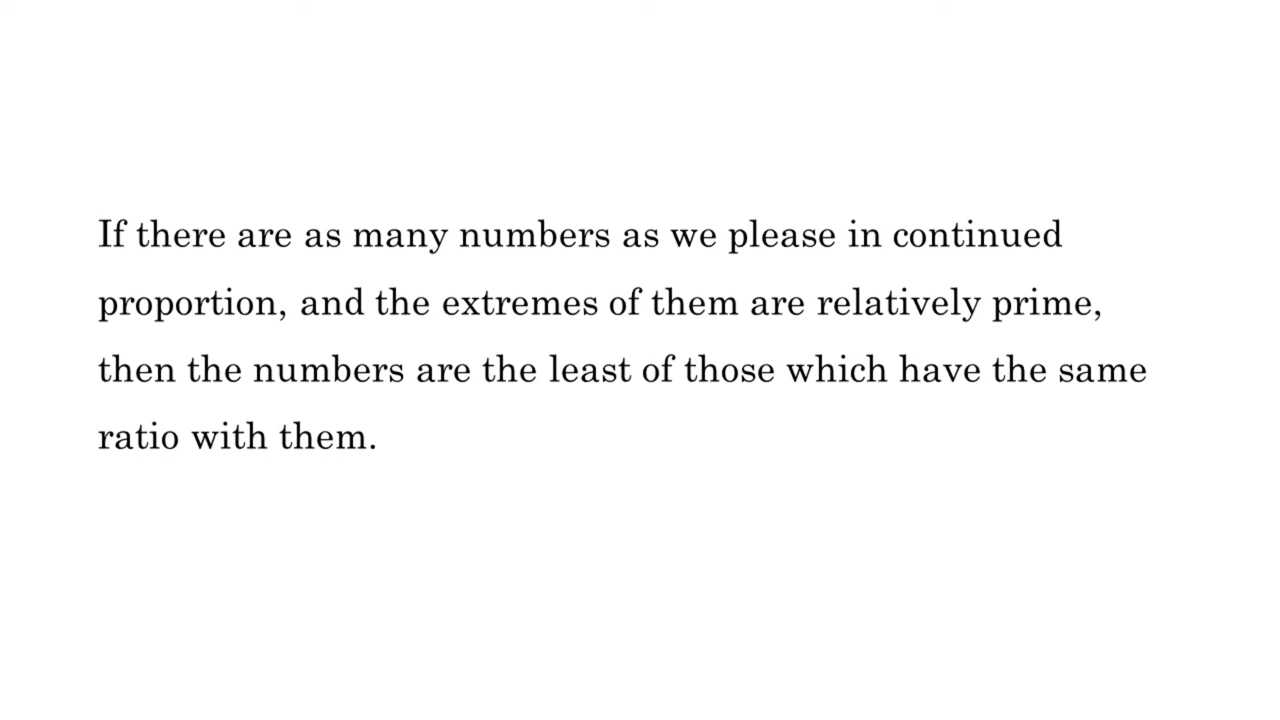 If there are as many numbers as we please in continued
proportion, and the extremes of them are relatively prime,
then the numbers are the least of those which have the same
ratio with them.